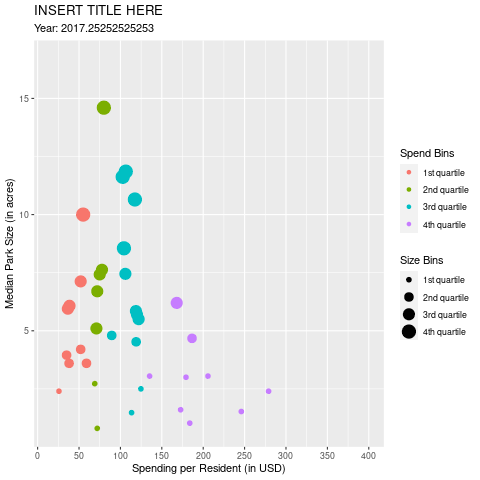 INSERT TITLE HERE
Year: 2017.25252525253
Median Park Size (in acres)
15
10
5
0
50
100
150
200
250
300
350
400
Spending per Resident (in USD)
Spend Bins
1st quartile
2nd quartile
3rd quartile
4th quartile
Size Bins
1st quartile
2nd quartile
3rd quartile
4th quartile